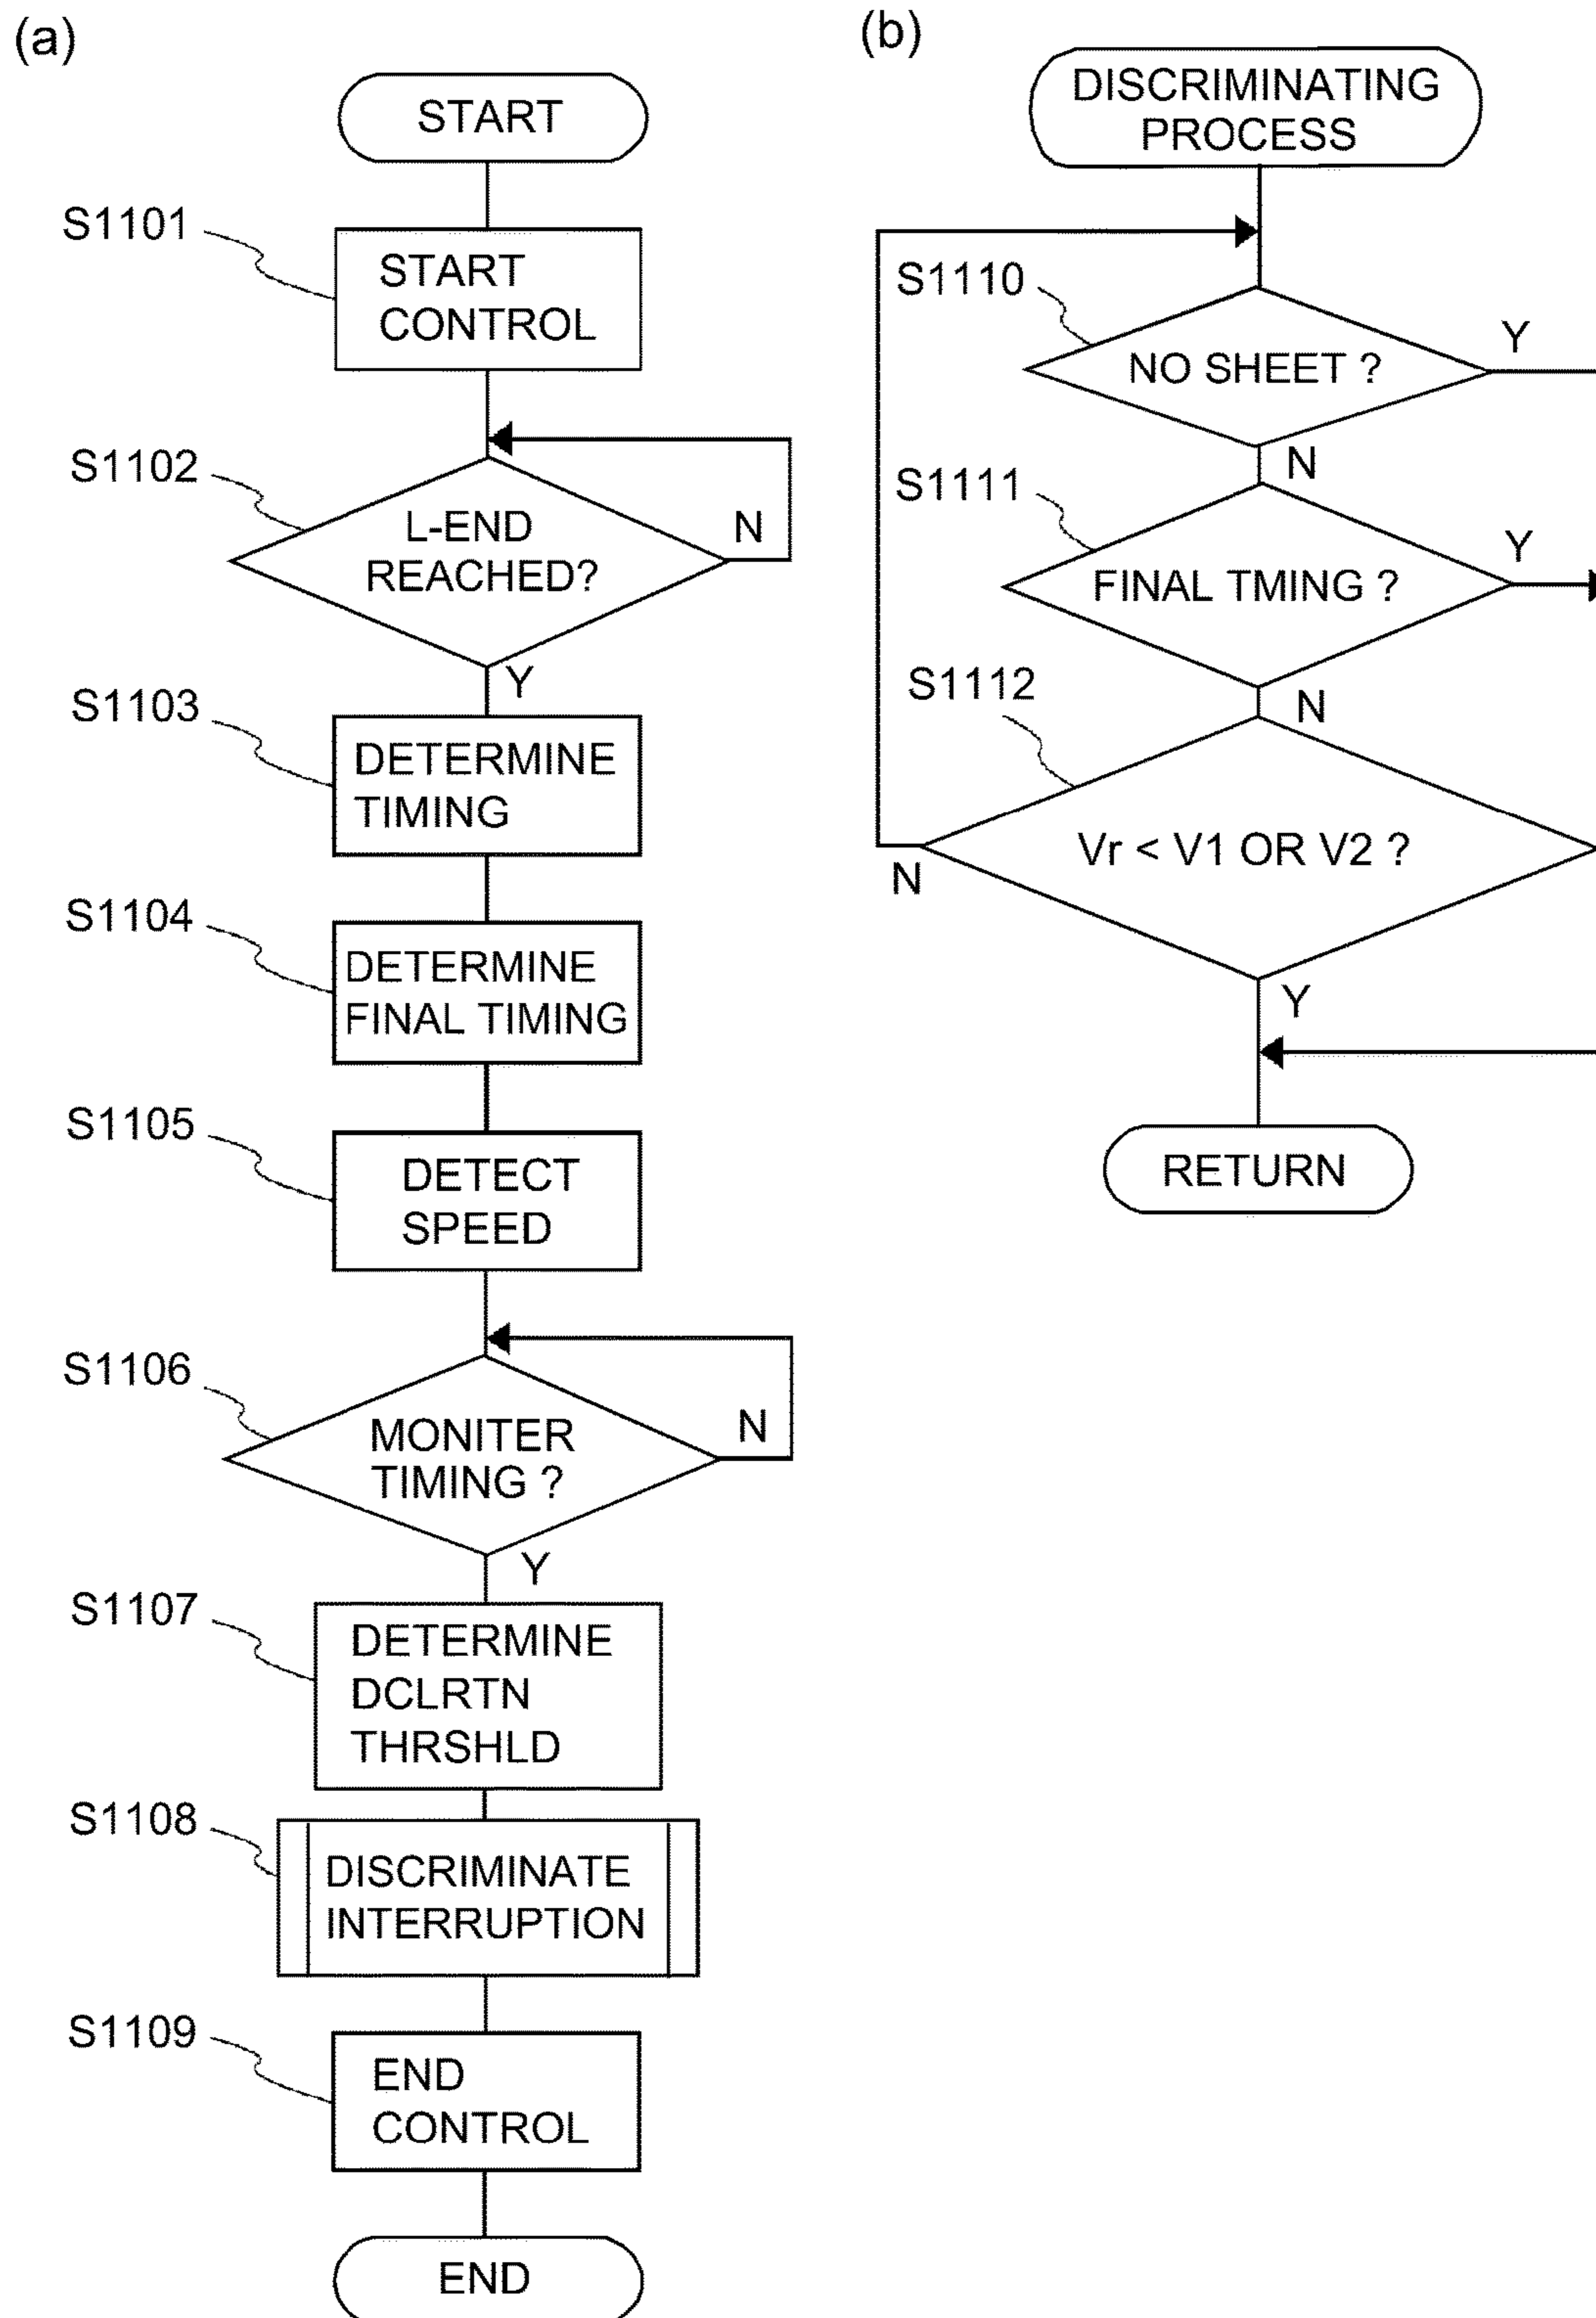 (a)
START
S1101
START
CONTROL
S1102
L-END
REACHED?
N
Y
S1103
DETERMINE
TIMING
S1104
DETERMINE
FINAL TIMING
S1105
DETECT
SPEED
S1106
MONITER
TIMING ?
N
Y
S1107
DETERMINE
DCLRTN
THRSHLD
S1108
DISCRIMINATE
INTERRUPTION
S1109
END
CONTROL
END
(b)
DISCRIMINATING
PROCESS
S1110
NO SHEET ?
Y
N
S1111
FINAL TMING ?
Y
N
S1112
Vr < V1 OR V2 ?
N
Y
RETURN